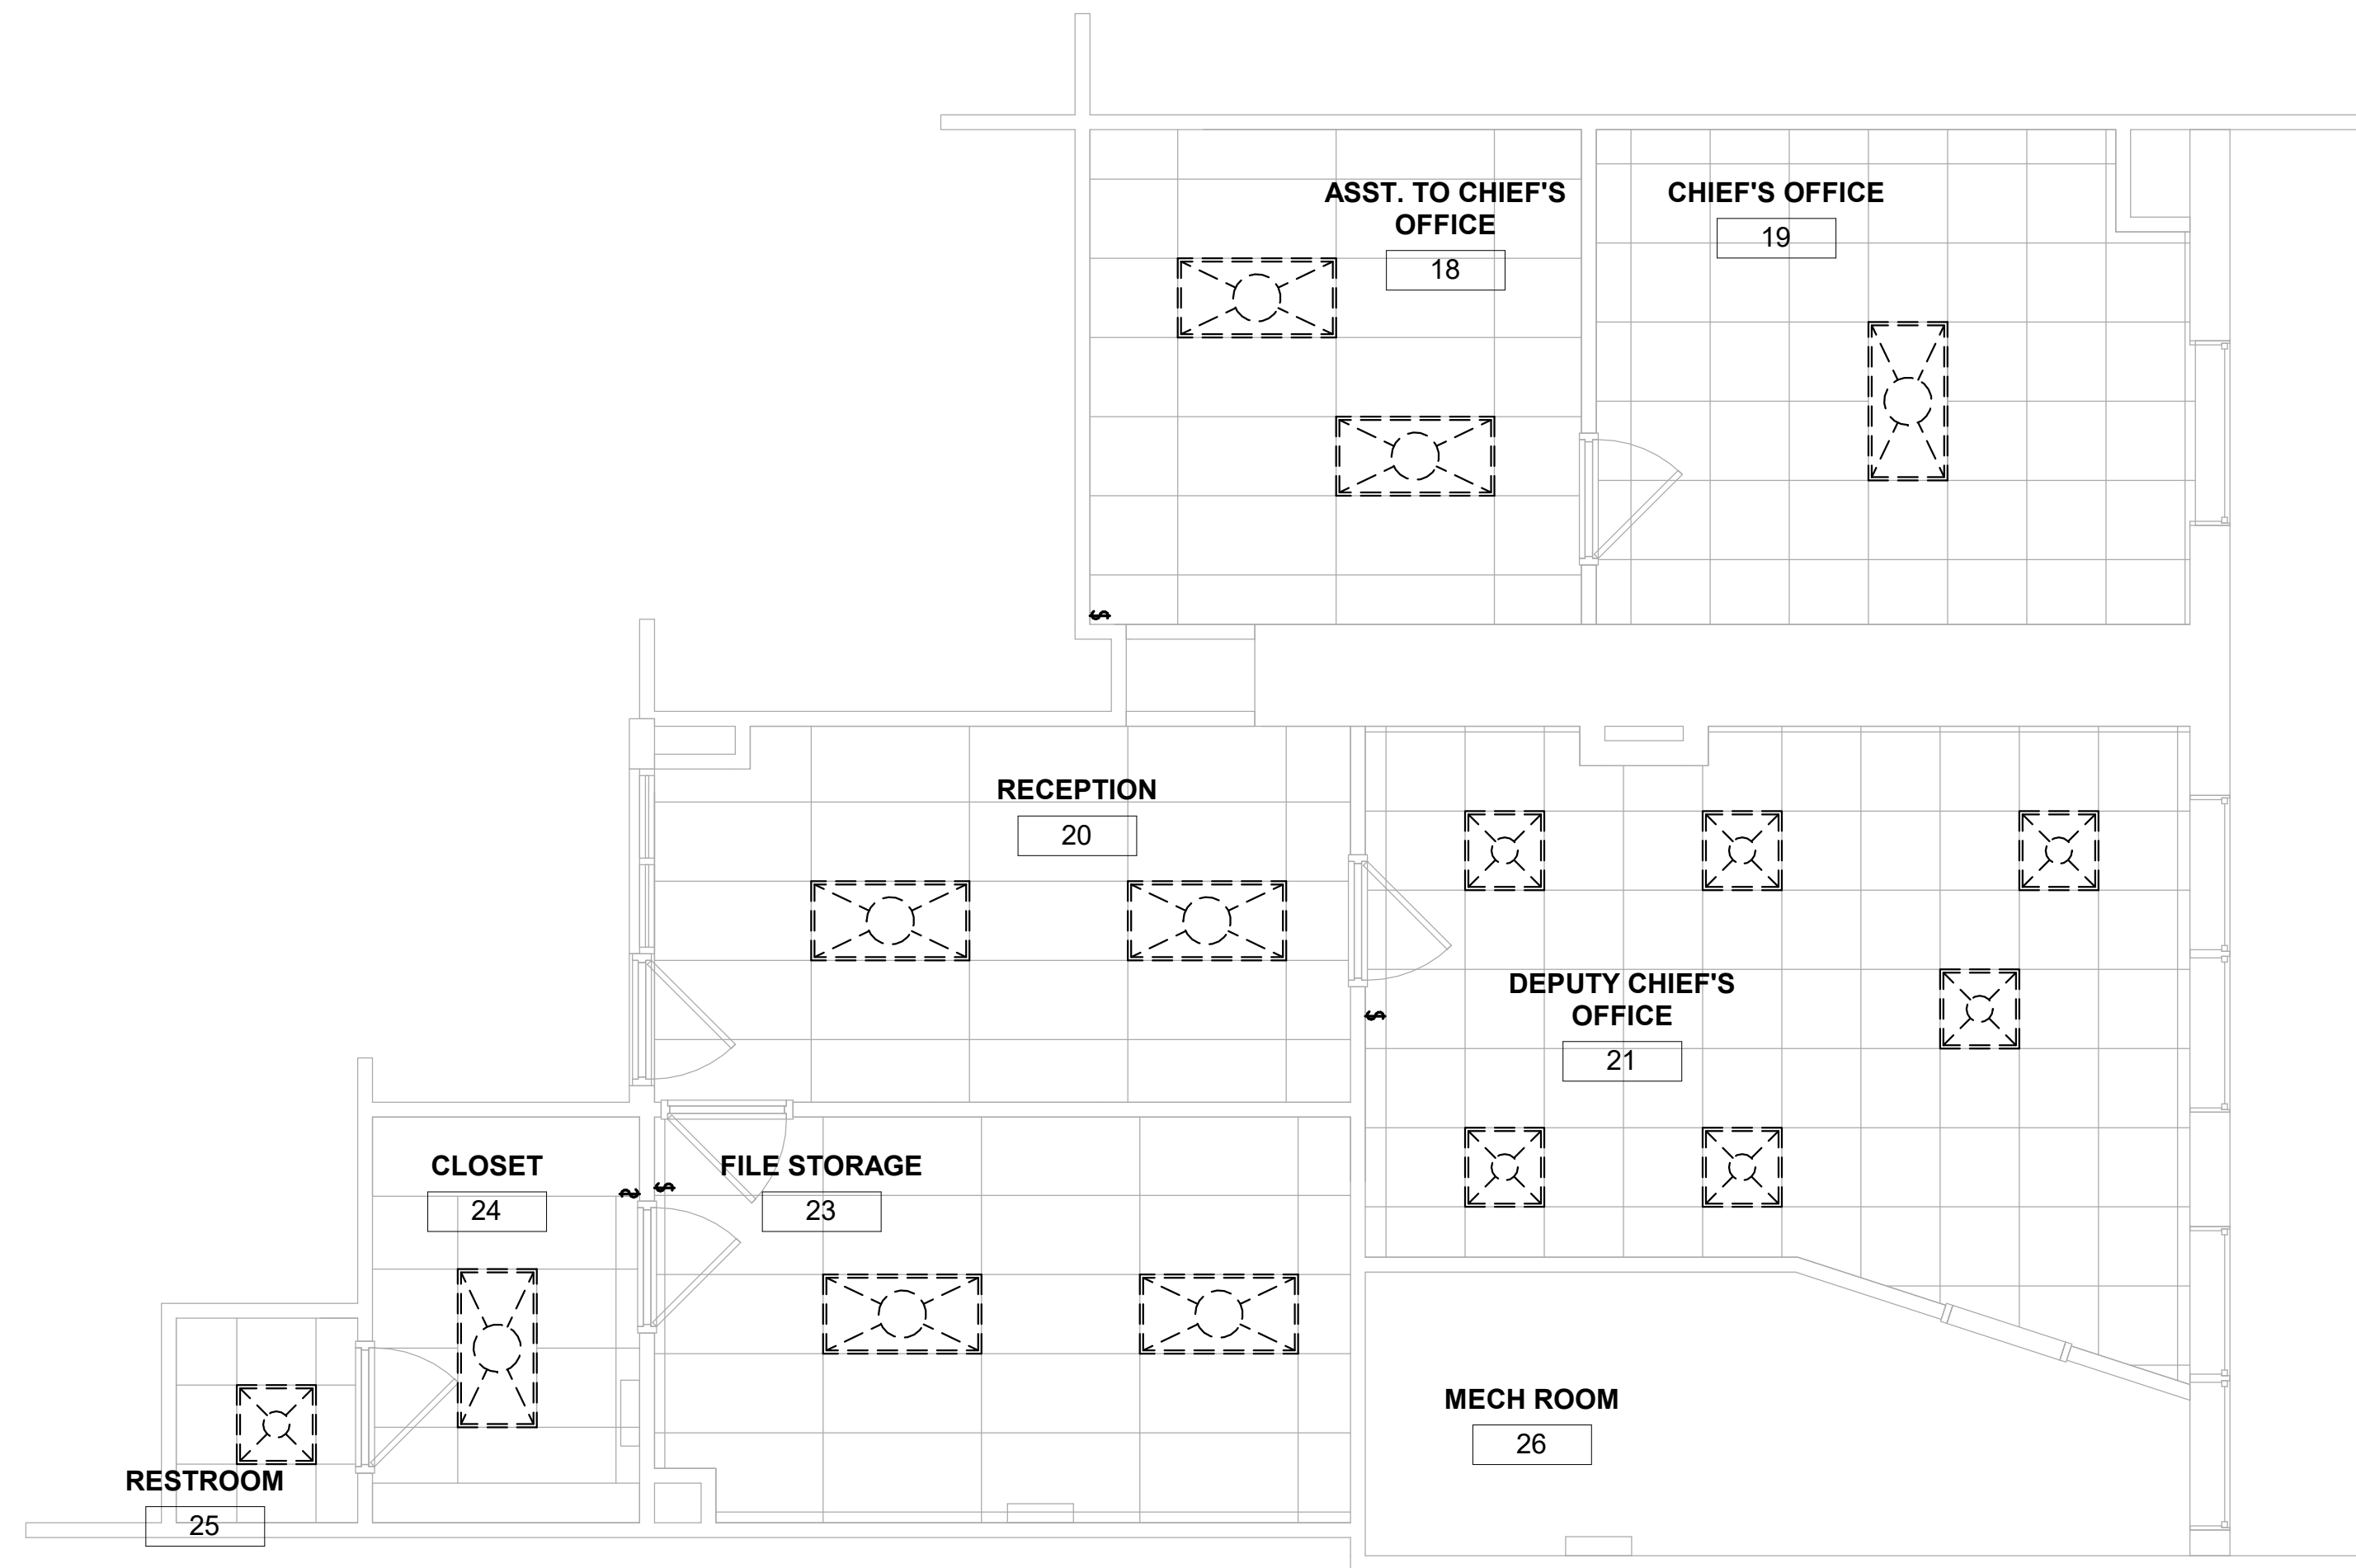 ASST. TO CHIEF'S
OFFICE
18
CHIEF'S OFFICE
19
$
RECEPTION
20
DEPUTY CHIEF'S
OFFICE
21
$
CLOSET
24
$
$
FILE STORAGE
23
MECH ROOM
26
RESTROOM
25